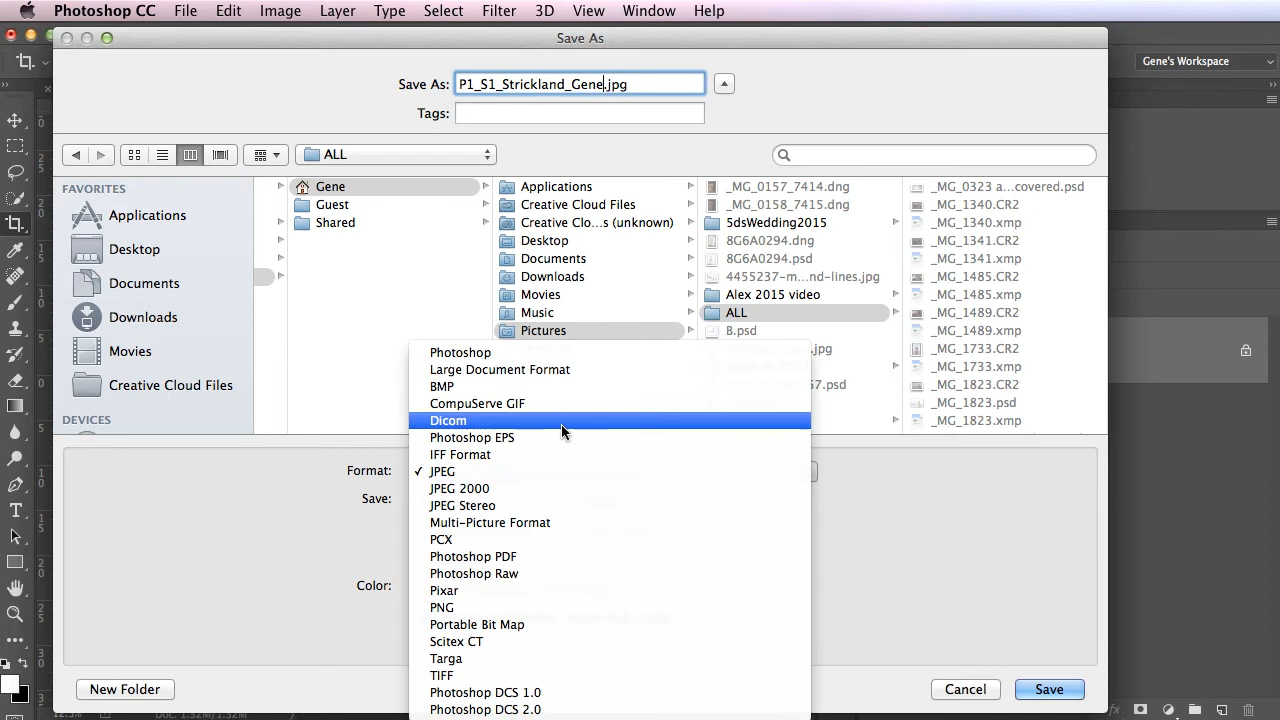 Photoshop CC File Edit Image Layer Type Select Filter 3D View Window Help
Save As
Gene's Workspace
Save As: P1_S1_Strickland_Gene.jpg
Tags:
ALL
FAVORITES
Applications
Desktop
Documents
Downloads
Movies
Creative Cloud Files
DEVICES
Gene
Guest
Shared
Applications
Creative Cloud Files
Creative Clo...s (unknown)
Desktop
Documents
Downloads
Movies
Music
Pictures
_MG_0157_7414.dng
_MG_0158_7415.dng
5dsWedding2015
8G6A0294.dng
8G6A0294.psd
4455237-m...nd-lines.jpg
Alex 2015 video
ALL
B.psd
_MG_0323 a...covered.psd
_MG_1340.CR2
_MG_1340.xmp
_MG_1341.CR2
_MG_1341.xmp
_MG_1485.CR2
_MG_1485.xmp
_MG_1489.CR2
_MG_1489.xmp
_MG_1733.CR2
_MG_1733.xmp
_MG_1823.CR2
_MG_1823.psd
_MG_1823.xmp
Format:
Save:
Color:
Photoshop
Large Document Format
BMP
CompuServe GIF
Dicom
Photoshop EPS
IFF Format
✓ JPEG
JPEG 2000
JPEG Stereo
Multi-Picture Format
PCX
Photoshop PDF
Photoshop Raw
Pixar
PNG
Portable Bit Map
Scitex CT
Targa
TIFF
Photoshop DCS 1.0
Photoshop DCS 2.0
New Folder
Cancel
Save